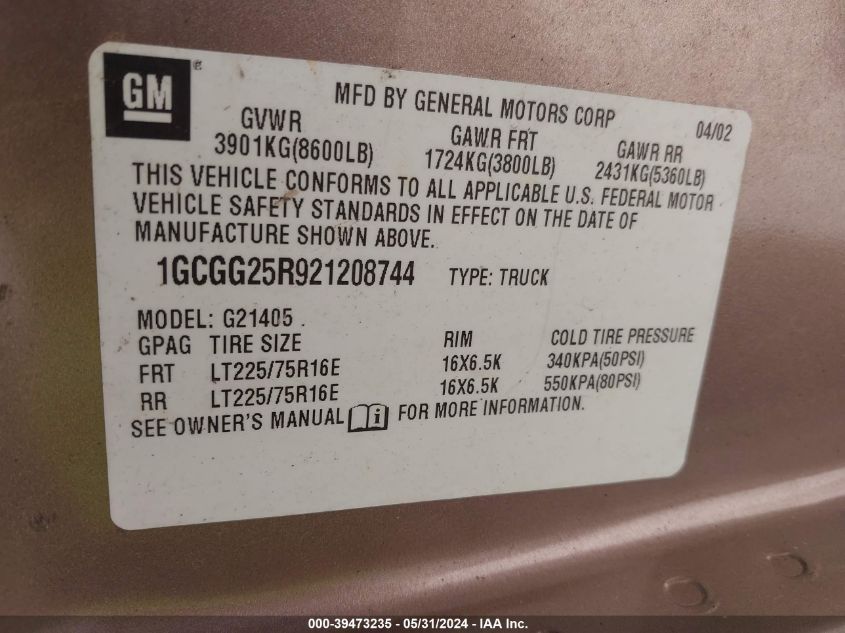 GM ®
MFD BY GENERAL MOTORS CORP 04/02
GVWR GAWR FRT GAWR RR
3901KG(8600LB) 1724KG(3800LB) 2431KG(5360LB)
THIS VEHICLE CONFORMS TO ALL APPLICABLE U.S. FEDERAL MOTOR
VEHICLE SAFETY STANDARDS IN EFFECT ON THE DATE OF
MANUFACTURE SHOWN ABOVE.
1GCGG25R921208744 TYPE: TRUCK
MODEL: G21405
GPAG TIRE SIZE RIM COLD TIRE PRESSURE
FRT LT225/75R16E 16X6.5K 340KPA(50PSI)
RR LT225/75R16E 16X6.5K 550KPA(80PSI)
SEE OWNER'S MANUAL i FOR MORE INFORMATION.
000-39473235 - 05/31/2024 - IAA Inc.